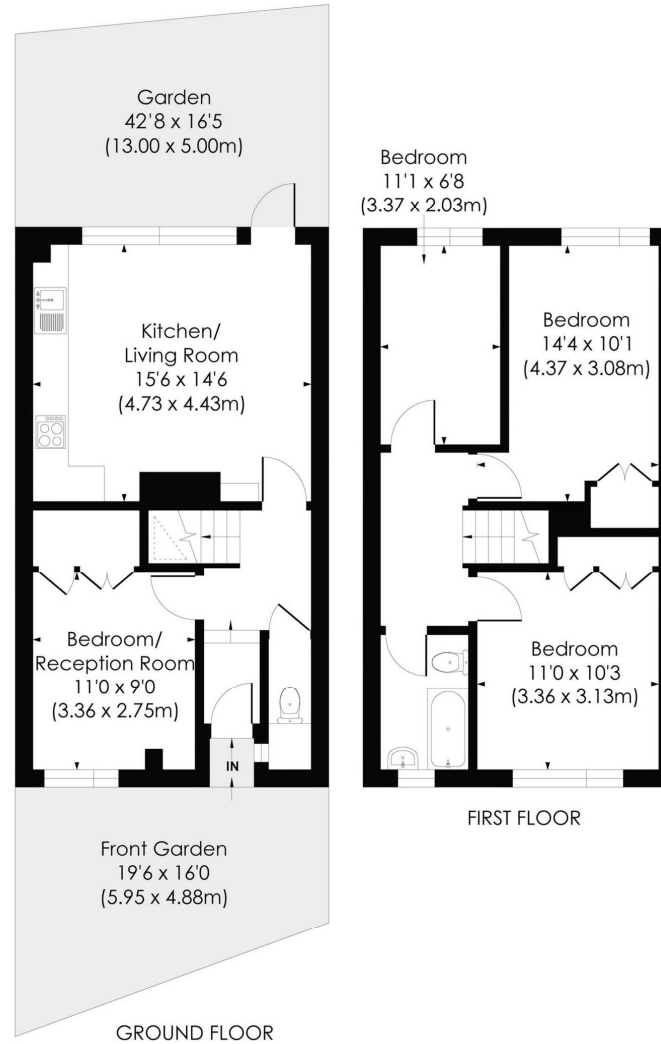 Garden
42'8 x 16'5
(13.00 x 5.00m)
Kitchen/
Living Room
15'6 x 14'6
(4.73 x 4.43m)
Bedroom/
Reception Room
11'0 x 9'0
(3.36 x 2.75m)
IN
Front Garden
19'6 x 16'0
(5.95 x 4.88m)
GROUND FLOOR
Bedroom
11'1 x 6'8
(3.37 x 2.03m)
Bedroom
14'4 x 10'1
(4.37 x 3.08m)
Bedroom
11'0 x 10'3
(3.36 x 3.13m)
FIRST FLOOR